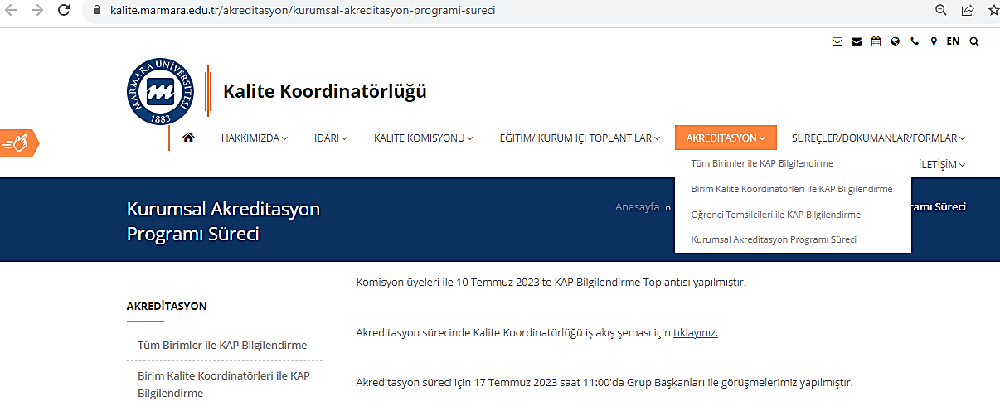 kalite.marmara.edu.tr/akreditasyon/kurumsal-akreditasyon-programi-sureci
EN
MARMARA ÜNİVERSİTESİ
1883
Kalite Koordinatörlüğü
HAKKIMIZDA İDARİ KALİTE KOMİSYONU EĞİTİM/ KURUM İÇİ TOPLANTILAR AKREDİTASYON SÜREÇLER/DOKÜMANLAR/FORMLAR
İLETİŞİM
Tüm Birimler ile KAP Bilgilendirme
Birim Kalite Koordinatörleri ile KAP Bilgilendirme
Öğrenci Temsilcileri ile KAP Bilgilendirme
Kurumsal Akreditasyon Programı Süreci
Kurumsal Akreditasyon
Programı Süreci
Anasayfa
ramı Süreci
AKREDİTASYON
Tüm Birimler ile KAP Bilgilendirme
Birim Kalite Koordinatörleri ile KAP
Bilgilendirme
Komisyon üyeleri ile 10 Temmuz 2023'te KAP Bilgilendirme Toplantısı yapılmıştır.
Akreditasyon sürecinde Kalite Koordinatörlüğü iş akış şeması için tıklayınız.
Akreditasyon süreci için 17 Temmuz 2023 saat 11:00'da Grup Başkanları ile görüşmelerimiz yapılmıştır.